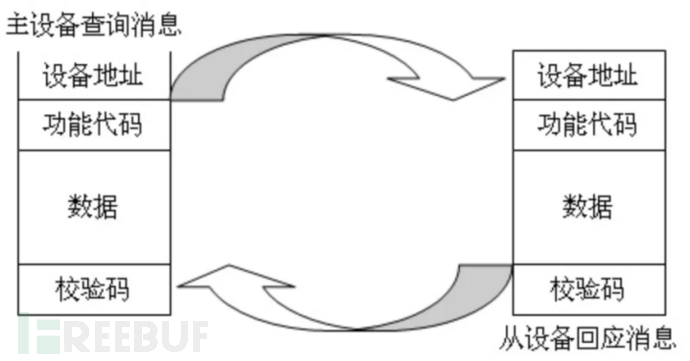 主设备查询消息
设备地址
功能代码
数据
校验码
设备地址
功能代码
数据
校验码
从设备回应消息
FREEBUF